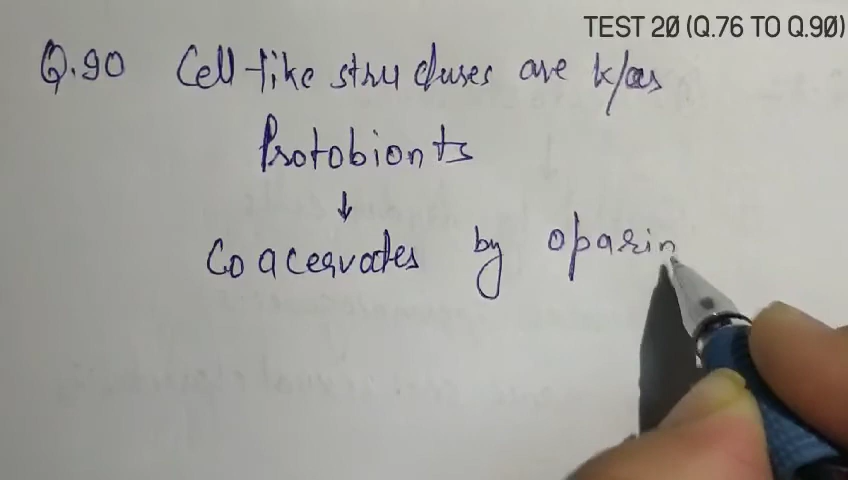 TEST 20 (Q.76 TO Q.90)
Q.90 Cell-like structures are k/as
Protobionts
↓
Coacervates by oparin